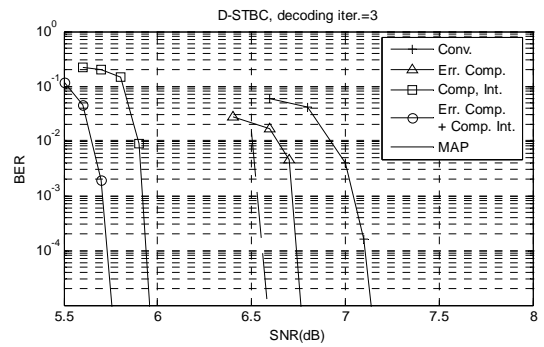 D-STBC, decoding iter.=3
10^0
10^-1
10^-2
10^-3
10^-4
BER
5.5 6 6.5 7 7.5 8
SNR(dB)
Conv.
Err. Comp.
Comp, Int.
Err. Comp.
+ Comp. Int.
MAP